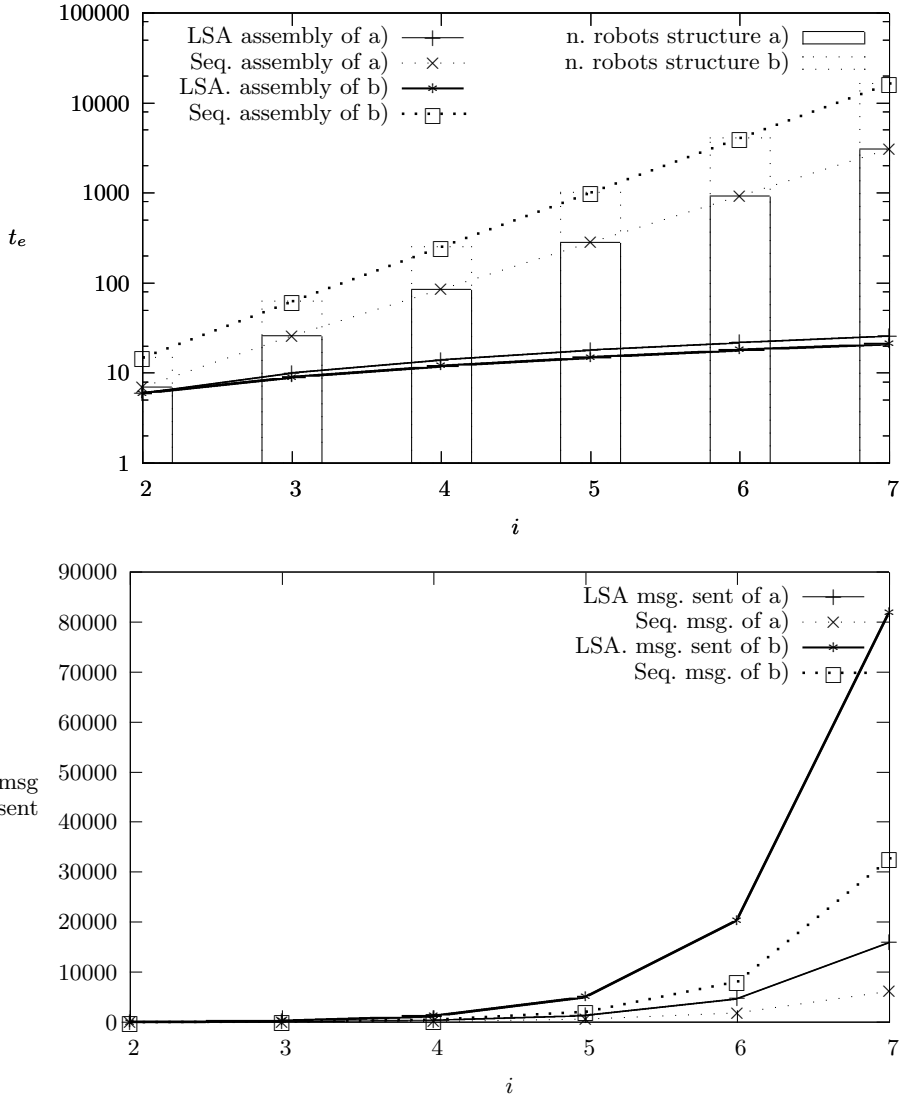 100000
10000
1000
100
10
1
t_e
LSA assembly of a)
Seq. assembly of a)
LSA. assembly of b)
Seq. assembly of b)
n. robots structure a)
n. robots structure b)
2 3 4 5 6 7
i
90000
80000
70000
60000
50000
40000
30000
20000
10000
0
msg
sent
LSA msg. sent of a)
Seq. msg. of a)
LSA. msg. sent of b)
Seq. msg. of b)
2 3 4 5 6 7
i